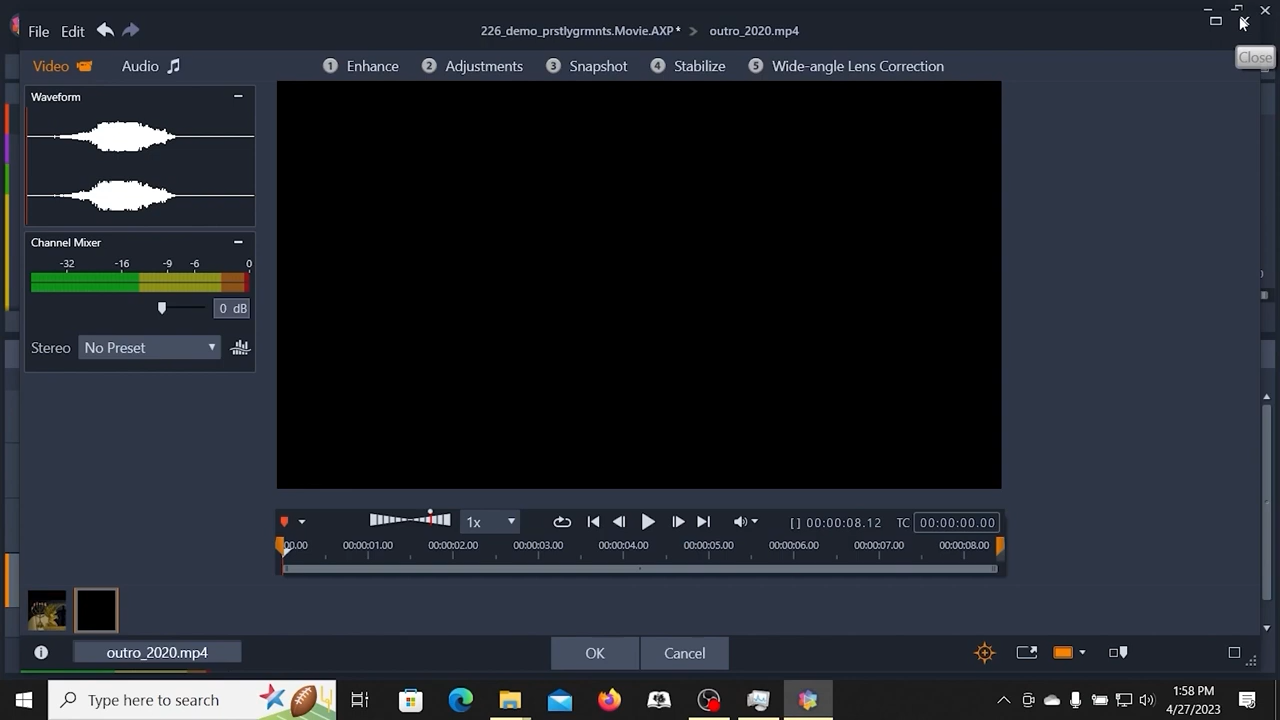 File Edit 226_demo_prstlygrmnts.Movie.AXP* > outro_2020.mp4
Close
Video Audio 1 Enhance 2 Adjustments 3 Snapshot 4 Stabilize 5 Wide-angle Lens Correction
Waveform
Channel Mixer
-32 -16 -9 -6 0
0 dB
Stereo No Preset
1x [] 00:00:08.12 TC 00:00:00.00
00.00 00:00:01.00 00:00:02.00 00:00:03.00 00:00:04.00 00:00:05.00 00:00:06.00 00:00:07.00 00:00:08.00
outro_2020.mp4 OK Cancel
Type here to search
1:58 PM
4/27/2023